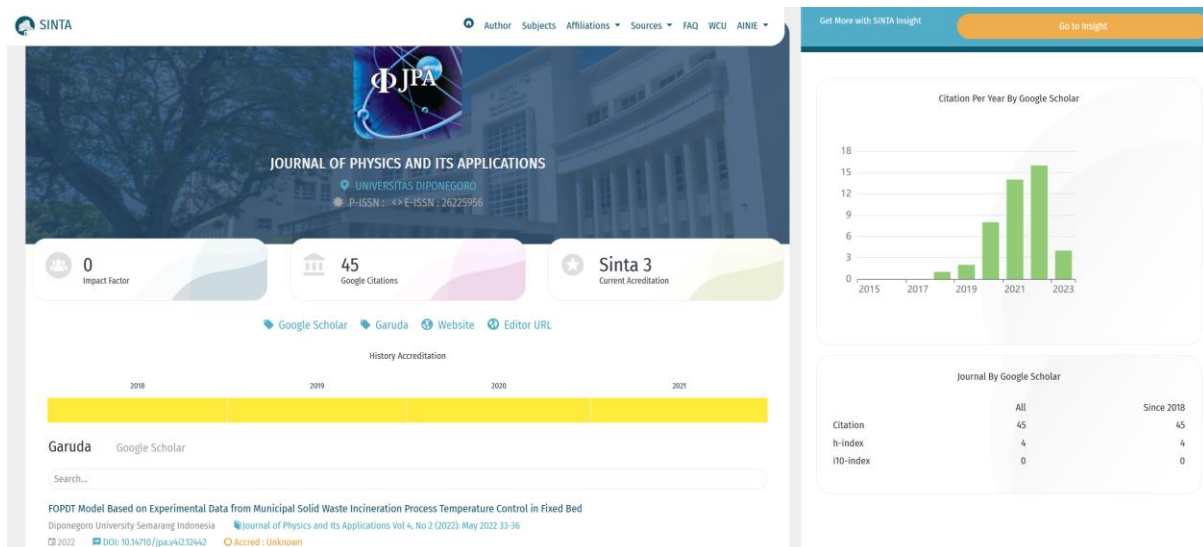 SINTA
Author Subjects Affiliations Sources FAQ WCU AINIE
ΦJPA
JOURNAL OF PHYSICS AND ITS APPLICATIONS
UNIVERSITAS DIPONEGORO
P-ISSN : <> E-ISSN : 26225956
0
Impact Factor
45
Google Citations
Sinta 3
Current Acreditation
Google Scholar Garuda Website Editor URL
History Accreditation
2018 2019 2020 2021
Garuda Google Scholar
Search...
FOPDT Model Based on Experimental Data from Municipal Solid Waste Incineration Process Temperature Control in Fixed Bed
Diponegoro University Semarang Indonesia Journal of Physics and Its Applications Vol 4, No 2 (2022): May 2022 33-36
2022 DOI: 10.14710/jpa.v4i2.12442 Accred : Unknown
Get More with SINTA Insight
Go to Insight
Citation Per Year By Google Scholar
18
15
12
9
6
3
0
2015 2017 2019 2021 2023
Journal By Google Scholar
All Since 2018
Citation 45 45
h-index 4 4
i10-index 0 0